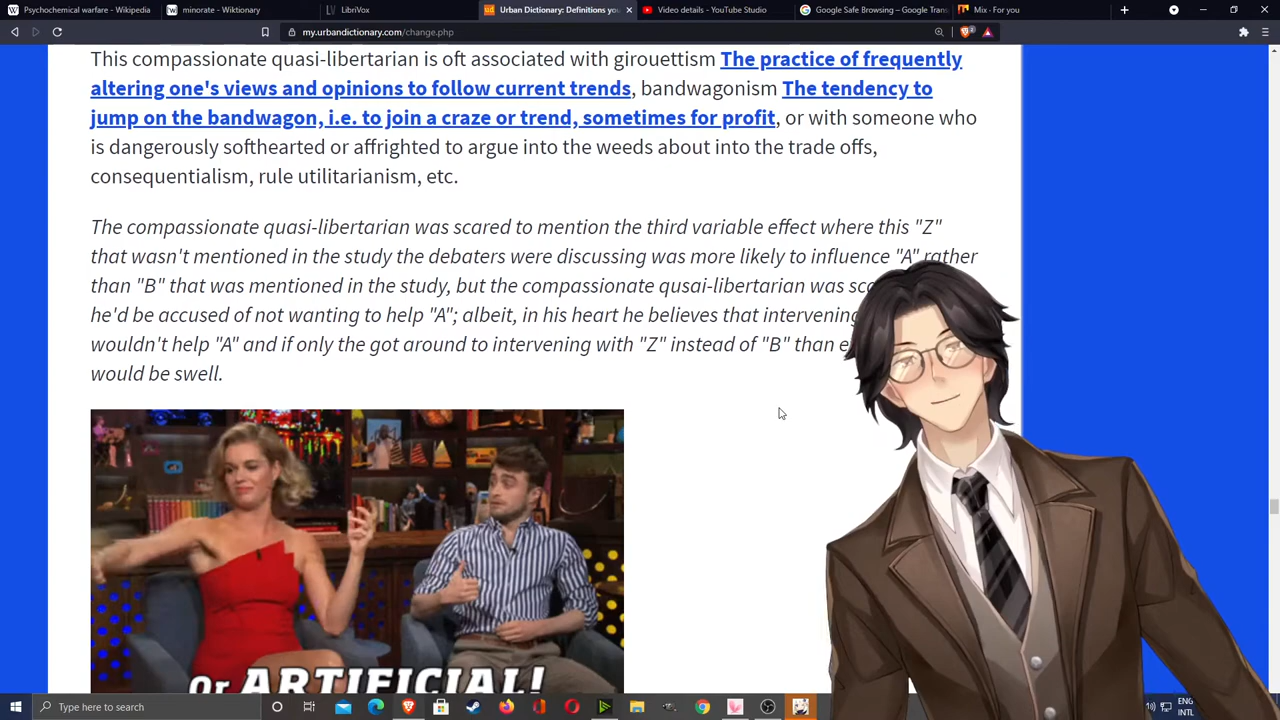 Psychochemical warfare - Wikipedia
minorate - Wiktionary
LibriVox
Urban Dictionary: Definitions you
Video details - YouTube Studio
Google Safe Browsing – Google Tran
Mix · For you
my.urbandictionary.com/change.php
This compassionate quasi-libertarian is oft associated with girouettism The practice of frequently
altering one's views and opinions to follow current trends, bandwagonism The tendency to
jump on the bandwagon, i.e. to join a craze or trend, sometimes for profit, or with someone who
is dangerously softhearted or affrighted to argue into the weeds about into the trade offs,
consequentialism, rule utilitarianism, etc.
The compassionate quasi-libertarian was scared to mention the third variable effect where this "Z"
that wasn't mentioned in the study the debaters were discussing was more likely to influence "A" rather
than "B" that was mentioned in the study, but the compassionate qusai-libertarian was
he'd be accused of not wanting to help "A"; albeit, in his heart he believes that intervening
wouldn't help "A" and if only the got around to intervening with "Z" instead of "B" than
would be swell.
Or ARTIFICIAL!
Type here to search
ENG
INTL